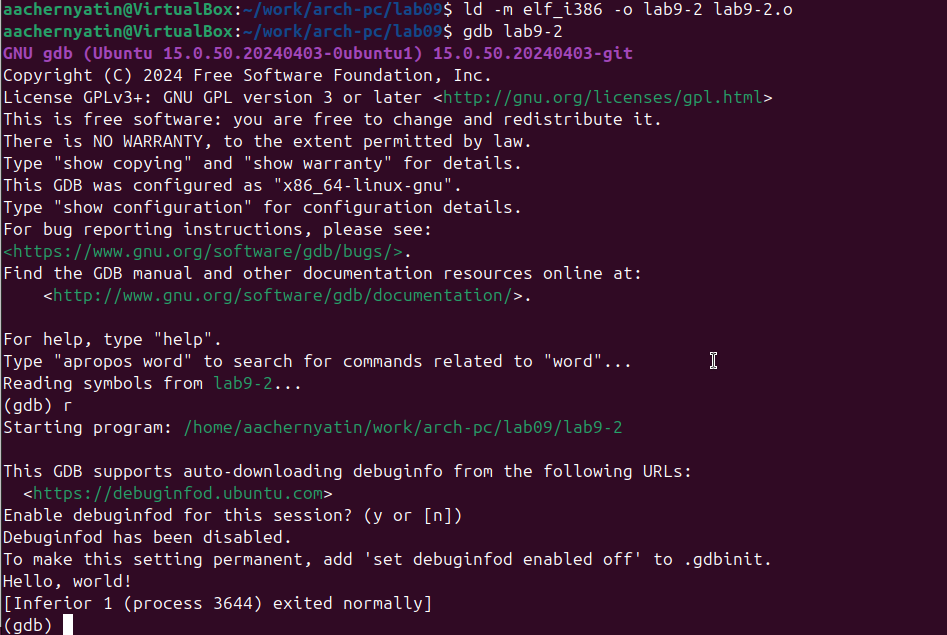 aachernyatin@VirtualBox:~/work/arch-pc/lab09$ ld -m elf_i386 -o lab9-2 lab9-2.o
aachernyatin@VirtualBox:~/work/arch-pc/lab09$ gdb lab9-2
GNU gdb (Ubuntu 15.0.50.20240403-0ubuntu1) 15.0.50.20240403-git
Copyright (C) 2024 Free Software Foundation, Inc.
License GPLv3+: GNU GPL version 3 or later <http://gnu.org/licenses/gpl.html>
This is free software: you are free to change and redistribute it.
There is NO WARRANTY, to the extent permitted by law.
Type "show copying" and "show warranty" for details.
This GDB was configured as "x86_64-linux-gnu".
Type "show configuration" for configuration details.
For bug reporting instructions, please see:
<https://www.gnu.org/software/gdb/bugs/>.
Find the GDB manual and other documentation resources online at:
    <http://www.gnu.org/software/gdb/documentation/>.

For help, type "help".
Type "apropos word" to search for commands related to "word"...
Reading symbols from lab9-2...
(gdb) r
Starting program: /home/aachernyatin/work/arch-pc/lab09/lab9-2

This GDB supports auto-downloading debuginfo from the following URLs:
  <https://debuginfod.ubuntu.com>
Enable debuginfod for this session? (y or [n])
Debuginfod has been disabled.
To make this setting permanent, add 'set debuginfod enabled off' to .gdbinit.
Hello, world!
[Inferior 1 (process 3644) exited normally]
(gdb)